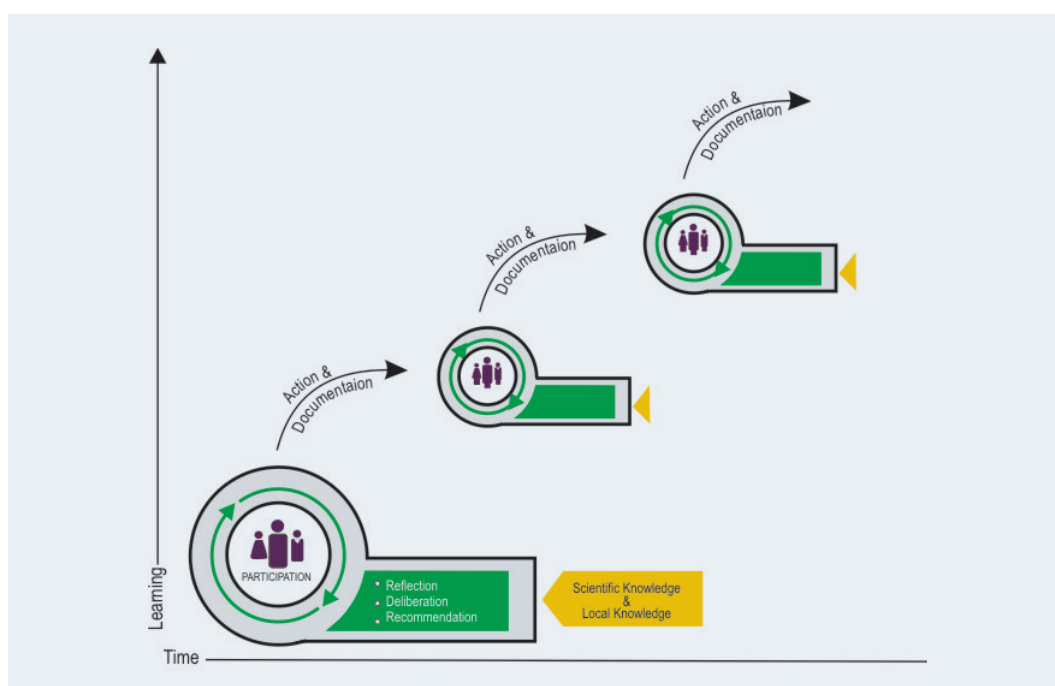 Action &
Documentaion
Action &
Documentaion
Action &
Documentaion
PARTICIPATION
Reflection
Deliberation
Recommendation
Scientific Knowledge
&
Local Knowledge
Learning
Time